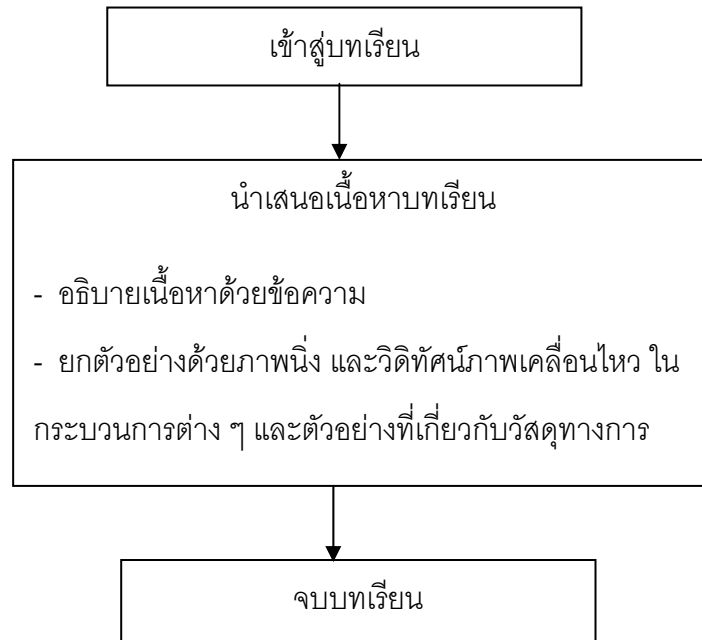 เข้าสู่บทเรียน
นำเสนอเนื้อหาบทเรียน
- อธิบายเนื้อหาด้วยข้อความ
- ยกตัวอย่างด้วยภาพนิ่ง และวิดิทัศน์ภาพเคลื่อนไหว ใน
กระบวนการต่าง ๆ และตัวอย่างที่เกี่ยวกับวัสดุทางการ
จบบทเรียน